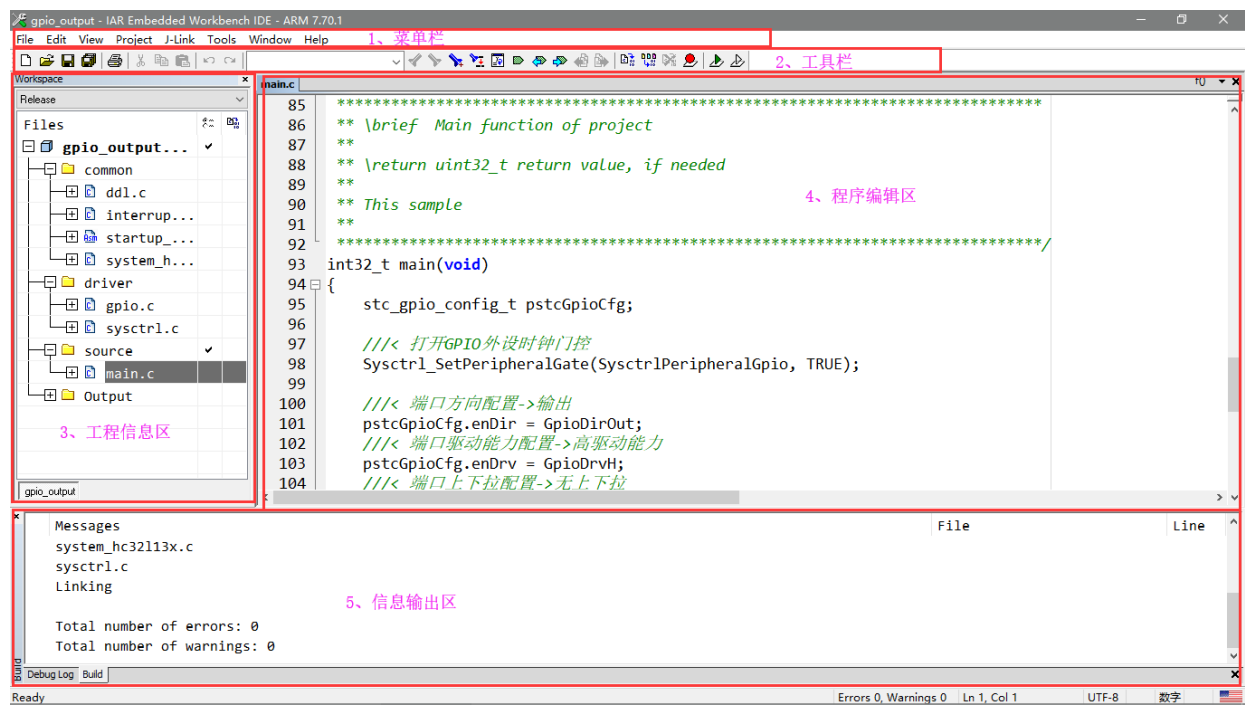 gpio_output - IAR Embedded Workbench IDE - ARM 7.70.1
File Edit View Project J-Link Tools Window Help
1、菜单栏
2、工具栏
Workspace
Release
Files
gpio_output...
common
ddl.c
interrup...
startup_...
system_h...
driver
gpio.c
sysctrl.c
source
main.c
Output
3、工程信息区
gpio_output
main.c
f()
85 ******************************************************************************
86 ** \brief Main function of project
87 **
88 ** \return uint32_t return value, if needed
89 **
90 ** This sample
91 **
92 ******************************************************************************/
93 int32_t main(void)
94 {
95 stc_gpio_config_t pstcGpioCfg;
96
97 ///< 打开GPIO外设时钟门控
98 Sysctrl_SetPeripheralGate(SysctrlPeripheralGpio, TRUE);
99
100 ///< 端口方向配置->输出
101 pstcGpioCfg.enDir = GpioDirOut;
102 ///< 端口驱动能力配置->高驱动能力
103 pstcGpioCfg.enDrv = GpioDrvH;
104 ///< 端口上下拉配置->无上下拉
4、程序编辑区
Messages File Line
system_hc32l13x.c
sysctrl.c
Linking
Total number of errors: 0
Total number of warnings: 0
5、信息输出区
Build
Debug Log Build
Ready Errors 0, Warnings 0 Ln 1, Col 1 UTF-8 数字